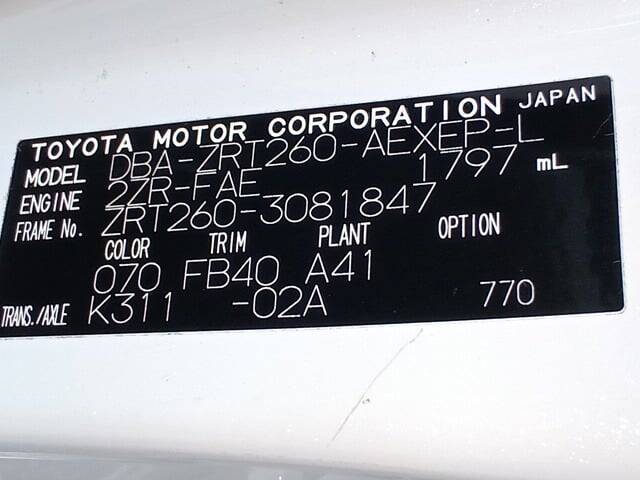 TOYOTA MOTOR CORPORATION JAPAN
MODEL DBA-ZRT260-AEXEP-L
ENGINE 2ZR-FAE 1797 mL
FRAME No. ZRT260-3081847
COLOR TRIM PLANT OPTION
070 FB40 A41
TRANS./AXLE K311 -02A 770